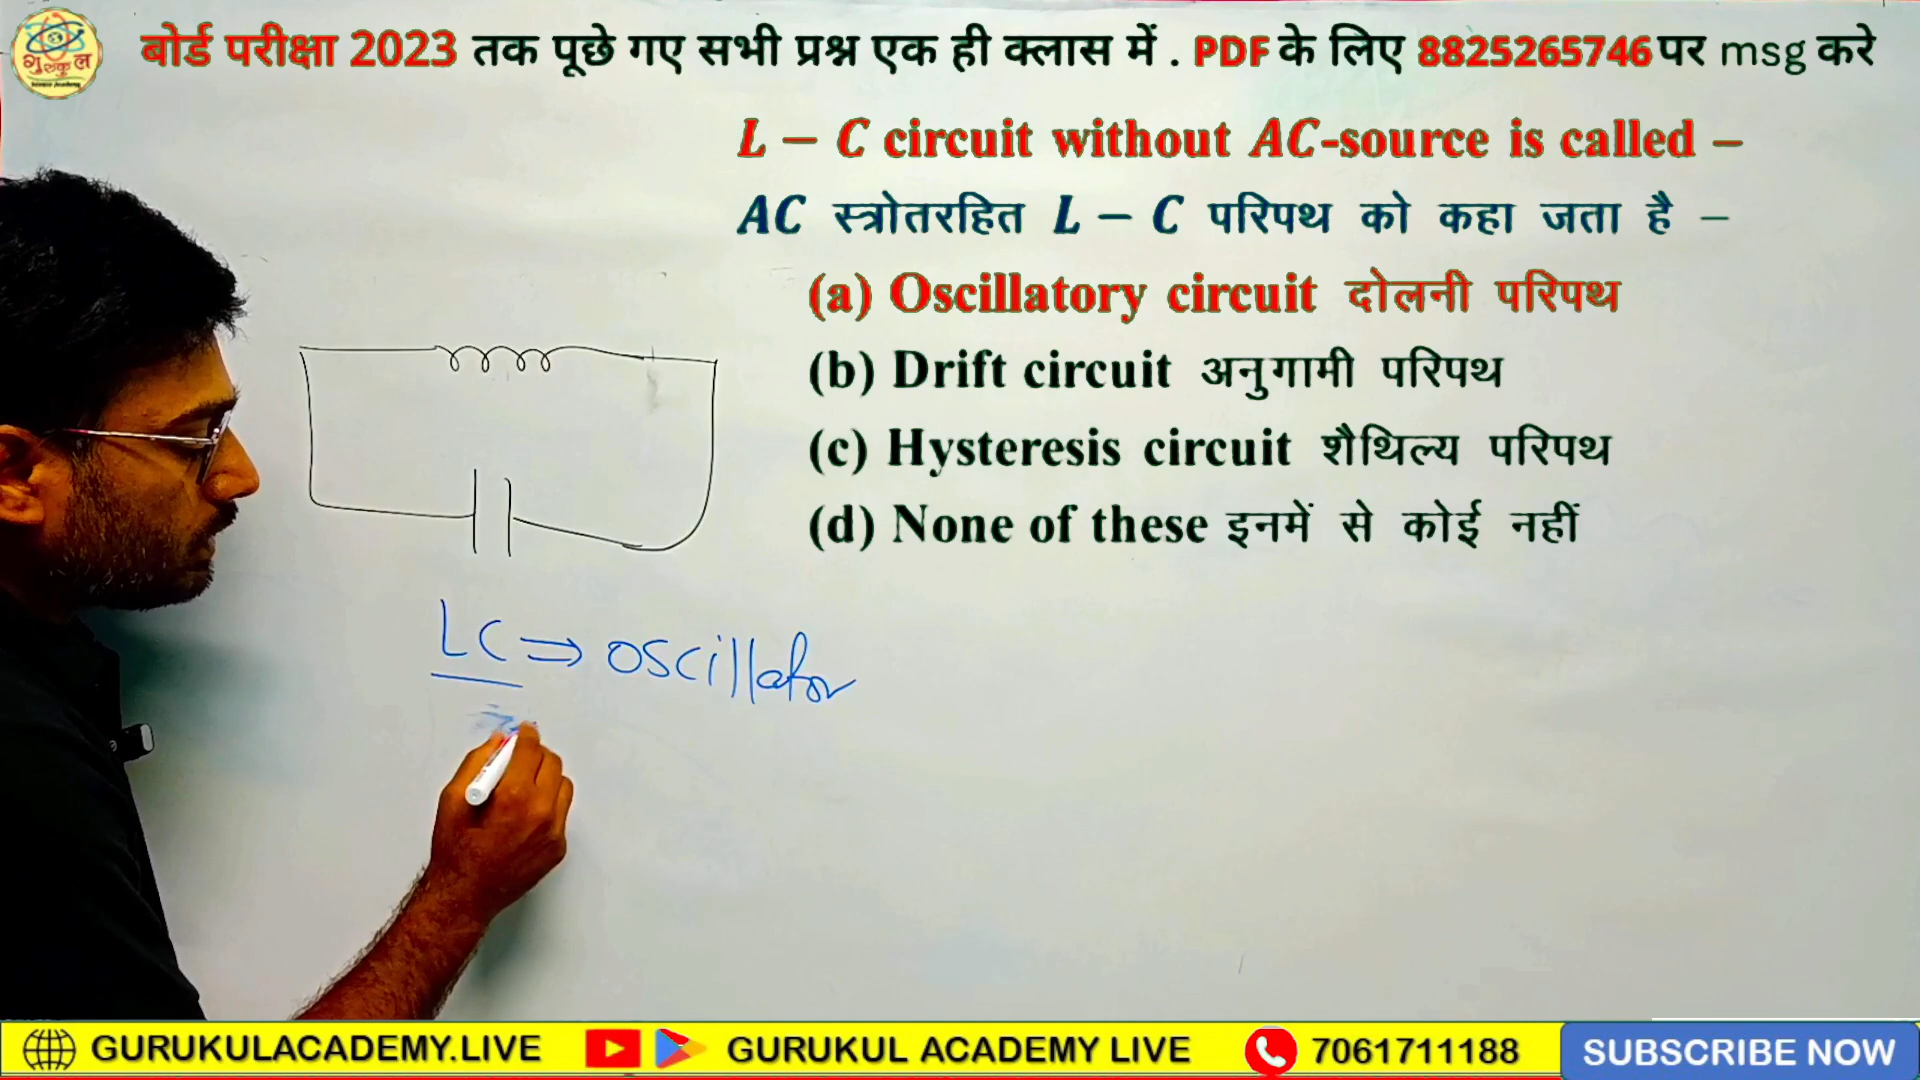 गुरुकुल
Science Academy
बोर्ड परीक्षा 2023 तक पूछे गए सभी प्रश्न एक ही क्लास में . PDF के लिए 8825265746 पर msg करे
L – C circuit without AC-source is called –
AC स्त्रोतरहित L – C परिपथ को कहा जता है –
(a) Oscillatory circuit दोलनी परिपथ
(b) Drift circuit अनुगामी परिपथ
(c) Hysteresis circuit शैथिल्य परिपथ
(d) None of these इनमें से कोई नहीं
LC ⇒ oscillator
GURUKULACADEMY.LIVE GURUKUL ACADEMY LIVE 7061711188 SUBSCRIBE NOW